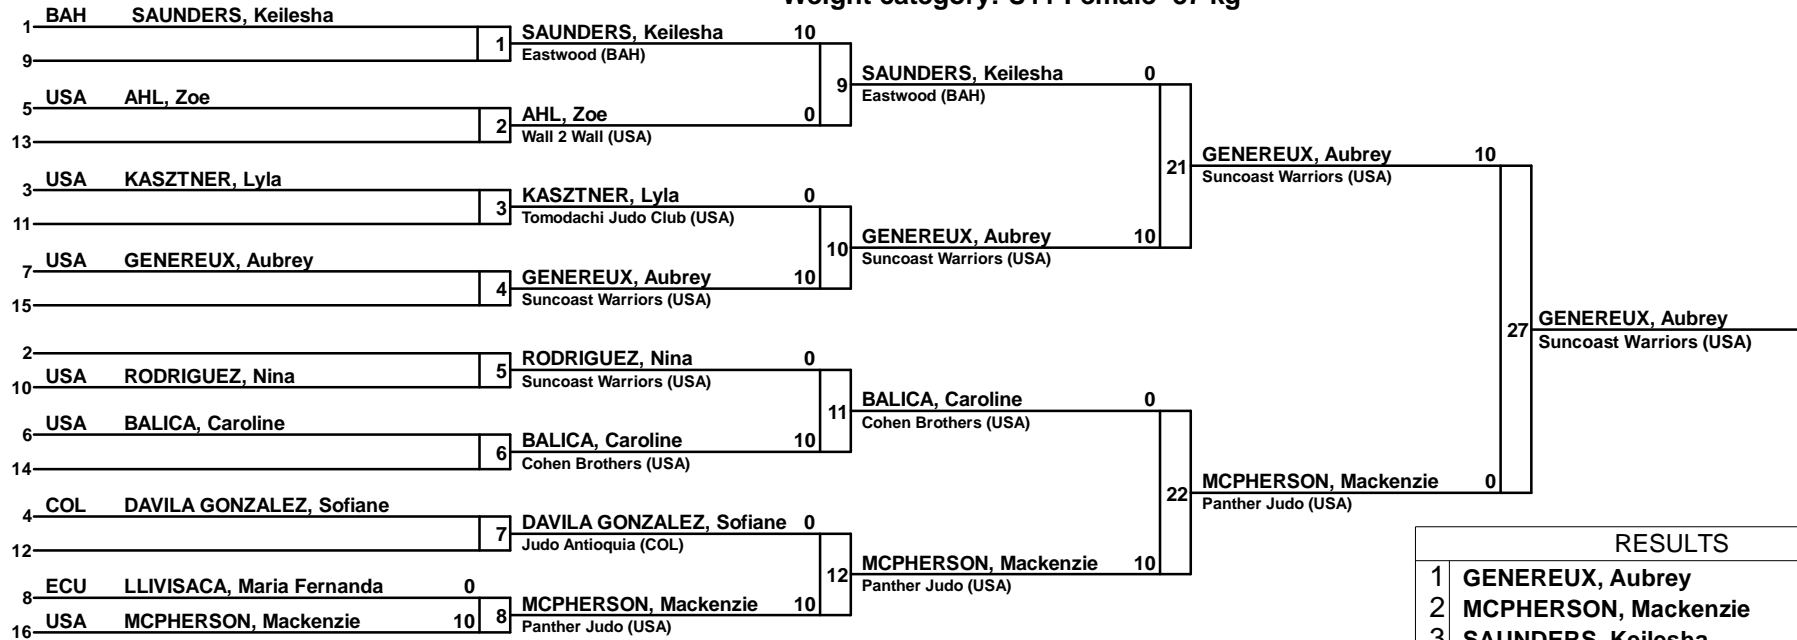 1 BAH SAUNDERS, Keilesha
9
5 USA AHL, Zoe
13
3 USA KASZTNER, Lyla
11
7 USA GENEREUX, Aubrey
15
2
10 USA RODRIGUEZ, Nina
6 USA BALICA, Caroline
14
4 COL DAVILA GONZALEZ, Sofiane
12
8 ECU LLIVISACA, Maria Fernanda 0
16 USA MCPHERSON, Mackenzie 10
1 SAUNDERS, Keilesha 10
Eastwood (BAH)
2 AHL, Zoe 0
Wall 2 Wall (USA)
3 KASZTNER, Lyla 0
Tomodachi Judo Club (USA)
4 GENEREUX, Aubrey 10
Suncoast Warriors (USA)
5 RODRIGUEZ, Nina 0
Suncoast Warriors (USA)
6 BALICA, Caroline 10
Cohen Brothers (USA)
7 DAVILA GONZALEZ, Sofiane 0
Judo Antioquia (COL)
8 MCPHERSON, Mackenzie 10
Panther Judo (USA)
9 SAUNDERS, Keilesha 0
Eastwood (BAH)
10 GENEREUX, Aubrey 10
Suncoast Warriors (USA)
11 BALICA, Caroline 0
Cohen Brothers (USA)
12 MCPHERSON, Mackenzie 10
Panther Judo (USA)
21 GENEREUX, Aubrey 10
Suncoast Warriors (USA)
22 MCPHERSON, Mackenzie 0
Panther Judo (USA)
27 GENEREUX, Aubrey
Suncoast Warriors (USA)
RESULTS
1 GENEREUX, Aubrey
2 MCPHERSON, Mackenzie
3 SAUNDERS, Keilesha